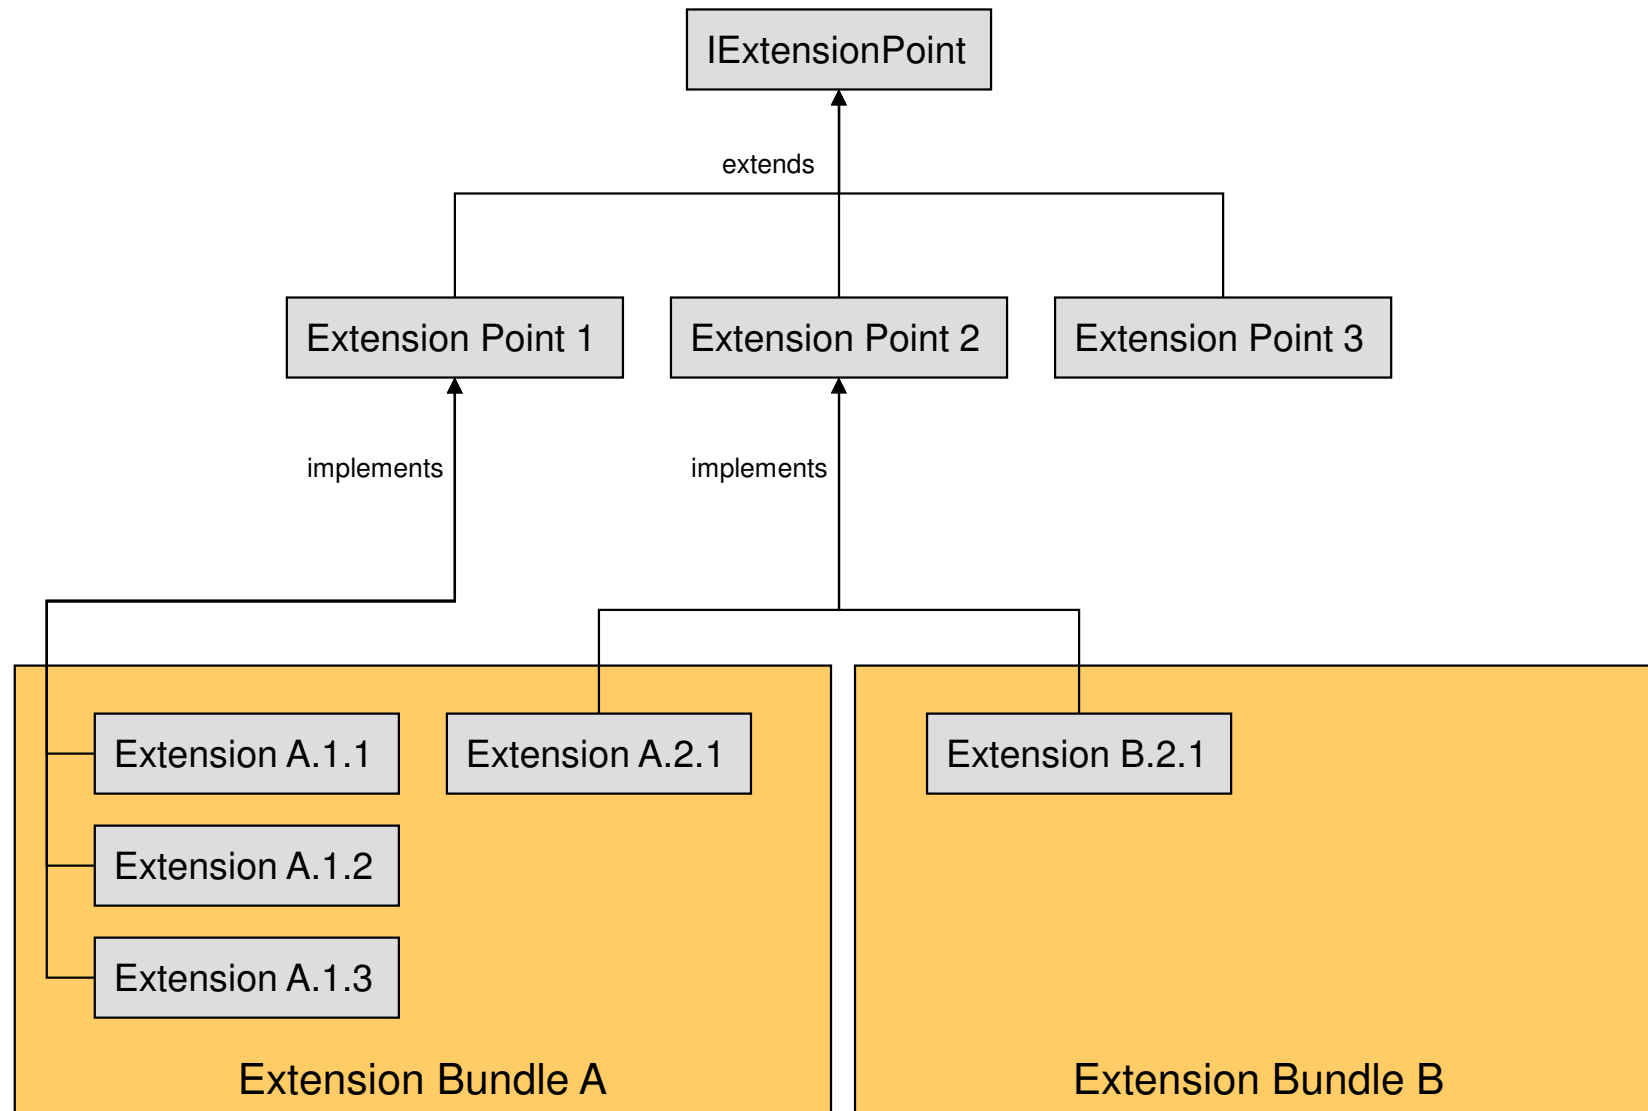 IExtensionPoint
extends
Extension Point 1
Extension Point 2
Extension Point 3
implements
implements
Extension A.1.1
Extension A.2.1
Extension B.2.1
Extension A.1.2
Extension A.1.3
Extension Bundle A
Extension Bundle B